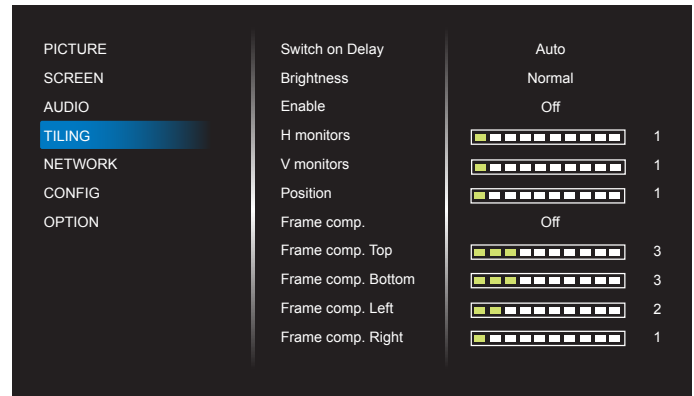 PICTURE
SCREEN
AUDIO
TILING
NETWORK
CONFIG
OPTION
Switch on Delay Auto
Brightness Normal
Enable Off
H monitors 1
V monitors 1
Position 1
Frame comp. Off
Frame comp. Top 3
Frame comp. Bottom 3
Frame comp. Left 2
Frame comp. Right 1